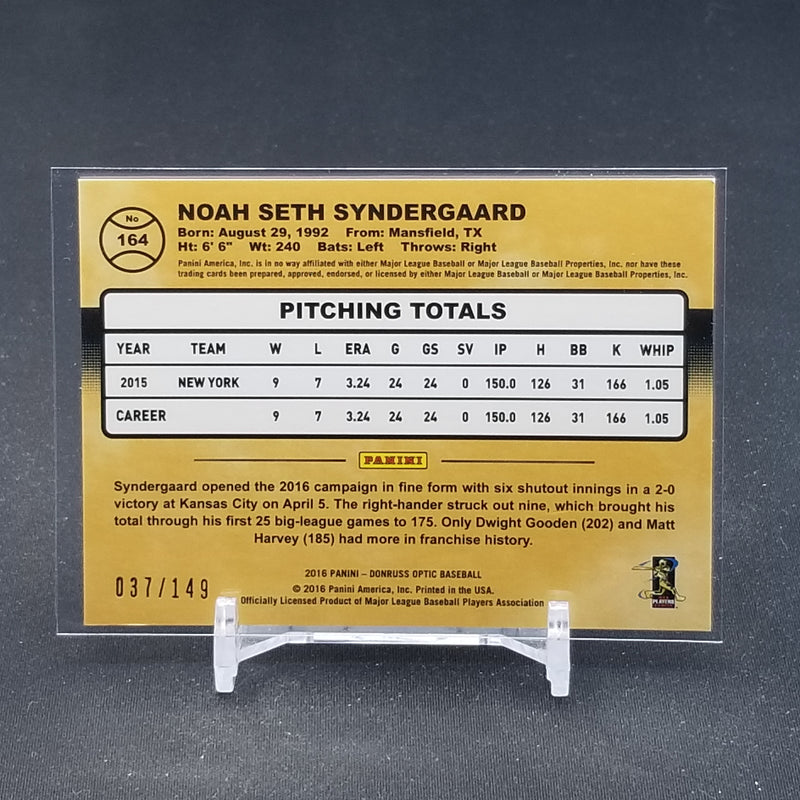 No
164
NOAH SETH SYNDERGAARD
Born: August 29, 1992 From: Mansfield, TX
Ht: 6' 6" Wt: 240 Bats: Left Throws: Right
Panini America, Inc. is in no way affiliated with either Major League Baseball or Major League Baseball Properties, Inc. nor have these
trading cards been prepared, approved, endorsed, or licensed by either Major League Baseball or Major League Baseball Properties, Inc.
PITCHING TOTALS
YEAR TEAM W L ERA G GS SV IP H BB K WHIP
2015 NEW YORK 9 7 3.24 24 24 0 150.0 126 31 166 1.05
CAREER 9 7 3.24 24 24 0 150.0 126 31 166 1.05
PANINI
Syndergaard opened the 2016 campaign in fine form with six shutout innings in a 2-0
victory at Kansas City on April 5. The right-hander struck out nine, which brought his
total through his first 25 big-league games to 175. Only Dwight Gooden (202) and Matt
Harvey (185) had more in franchise history.
2016 PANINI – DONRUSS OPTIC BASEBALL
037/149
© 2016 Panini America, Inc. Printed in the USA.
Officially Licensed Product of Major League Baseball Players Association
PLAYERS